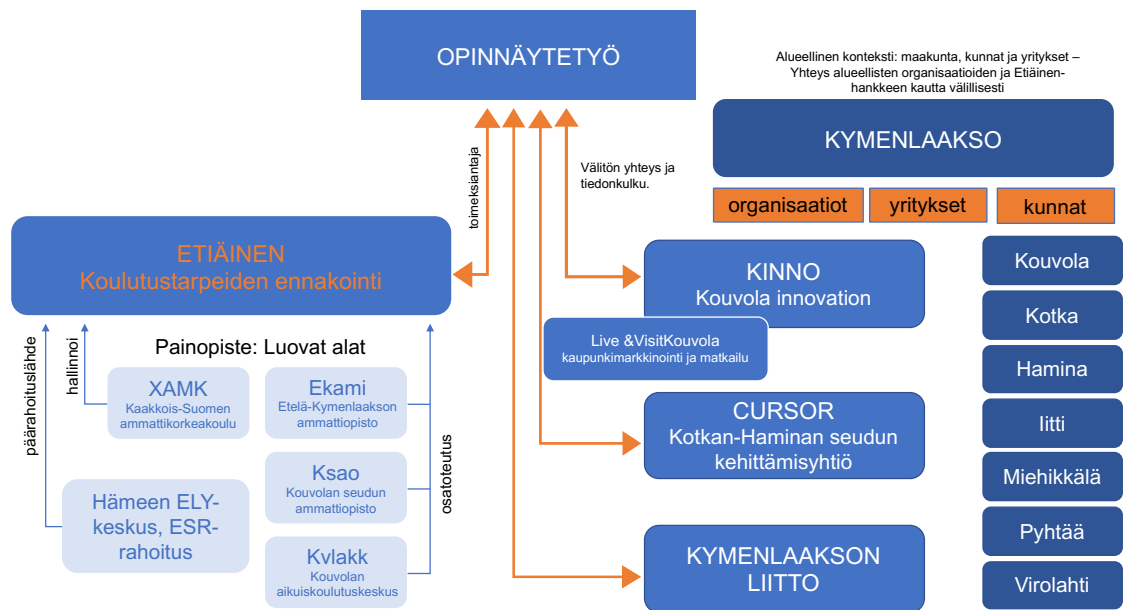 OPINNÄYTETYÖ
Alueellinen konteksti: maakunta, kunnat ja yritykset –
Yhteys alueellisten organisaatioiden ja Etiäinen-
hankkeen kautta välillisesti
KYMENLAAKSO
organisaatiot
yritykset
kunnat
toimeksiantaja
Välitön yhteys ja
tiedonkulku.
ETIÄINEN
Koulutustarpeiden ennakointi
päärahoituslähde
hallinnoi
Painopiste: Luovat alat
XAMK
Kaakkois-Suomen
ammattikorkeakoulu
Hämeen ELY-
keskus, ESR-
rahoitus
Ekami
Etelä-Kymenlaakson
ammattiopisto
Ksao
Kouvolan seudun
ammattiopisto
Kvlakk
Kouvolan
aikuiskoulutuskeskus
osatoteutus
KINNO
Kouvola innovation
Live &VisitKouvola
kaupunkimarkkinointi ja matkailu
CURSOR
Kotkan-Haminan seudun
kehittämisyhtiö
KYMENLAAKSON
LIITTO
Kouvola
Kotka
Hamina
Iitti
Miehikkälä
Pyhtää
Virolahti